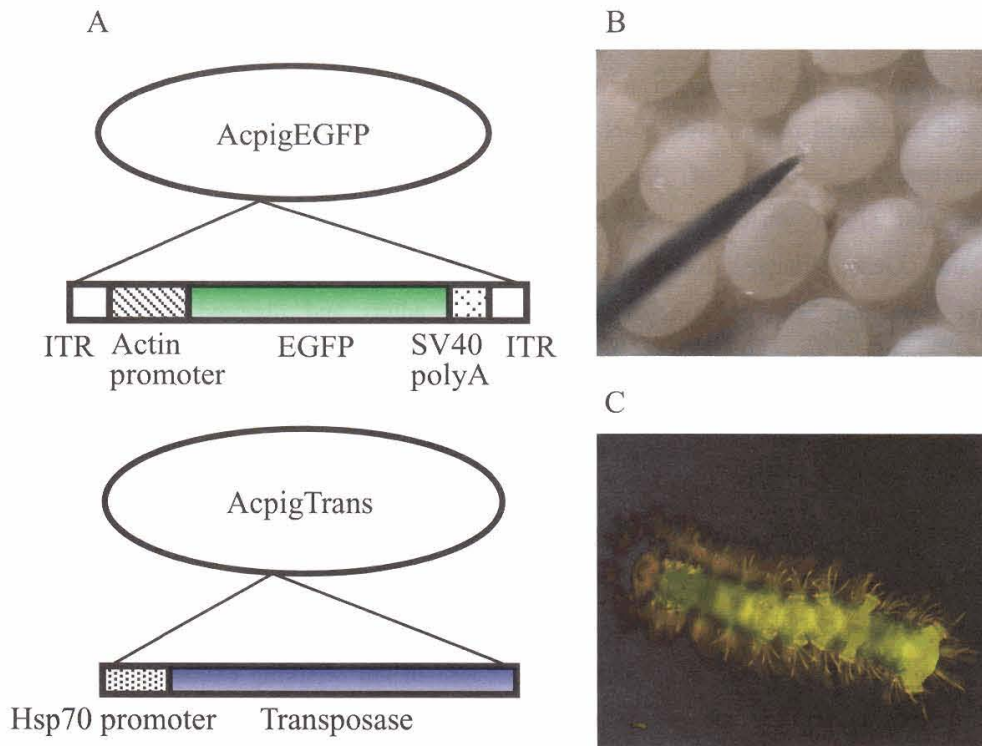 A
AcpigEGFP
ITR Actin promoter EGFP SV40 polyA ITR
AcpigTrans
Hsp70 promoter Transposase
B
C